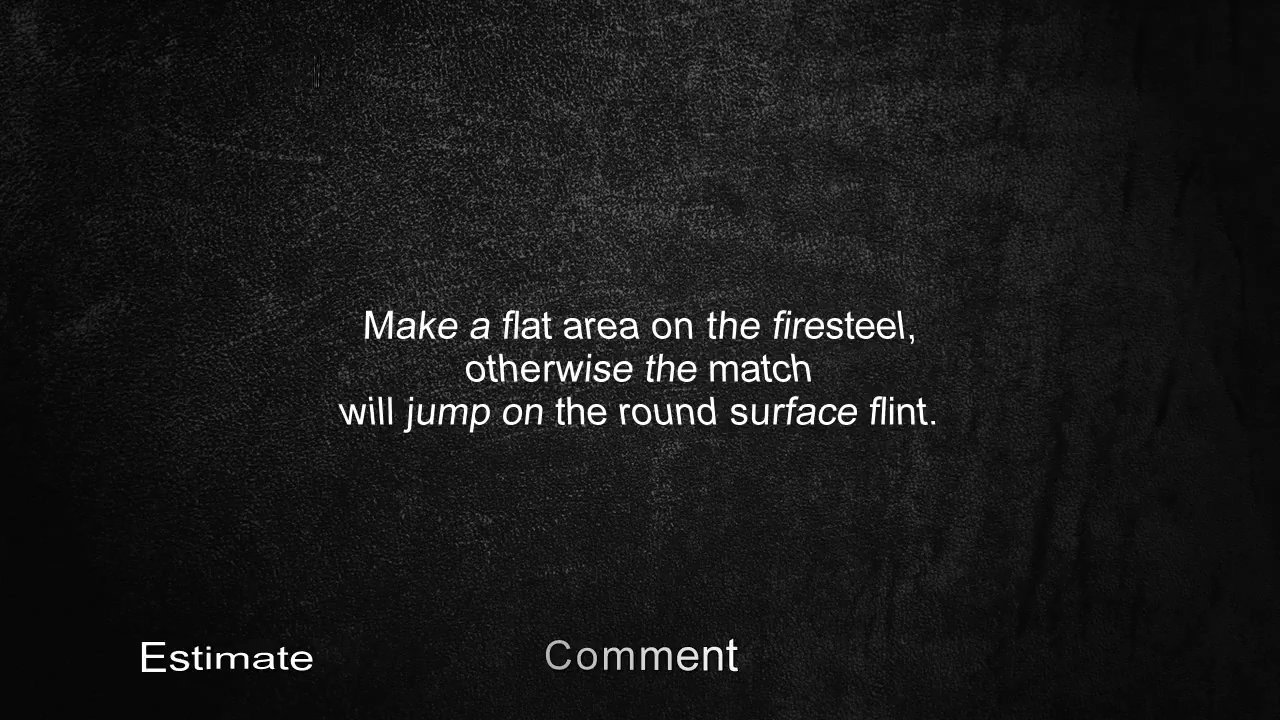 Make a flat area on the firesteel,
otherwise the match
will jump on the round surface flint.
Estimate
Comment